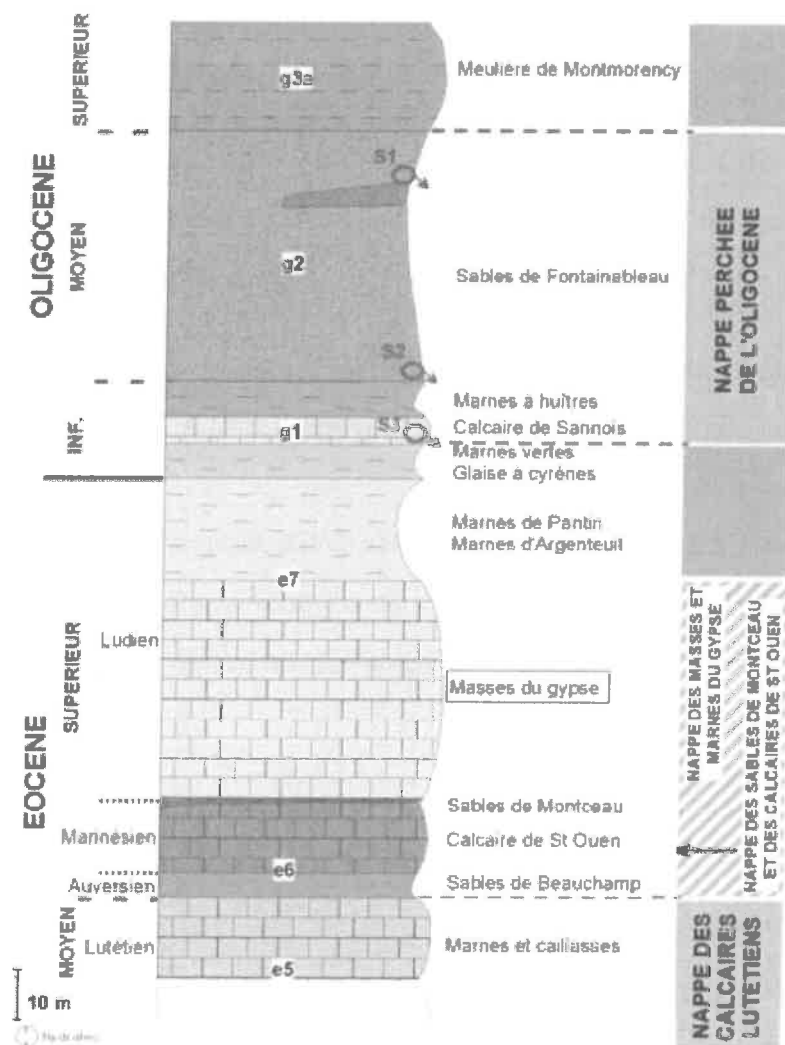 OLIGOCENE
SUPERIEUR
MOYEN
INF.
g3a
S1
g2
S2
g1
S3
Meulière de Montmorency
Sables de Fontainableau
Marnes à huîtres
Calcaire de Sannois
Marnes vertes
Glaise à cyrènes
NAPPE PERCHEE
DE L'OLIGOCENE
EOCENE
SUPERIEUR
MOYEN
Ludien
Marinésien
Auversien
Lutétien
e7
e6
e5
Marnes de Pantin
Marnes d'Argenteuil
Masses du gypse
Sables de Montceau
Calcaire de St Ouen
Sables de Beauchamp
Marnes et caillasses
NAPPE DES MASSES ET
MARNES DU GYPSE
NAPPE DES SABLES DE MONTCEAU
ET DES CALCAIRES DE ST OUEN
NAPPE DES
CALCAIRES
LUTETIENS
10 m